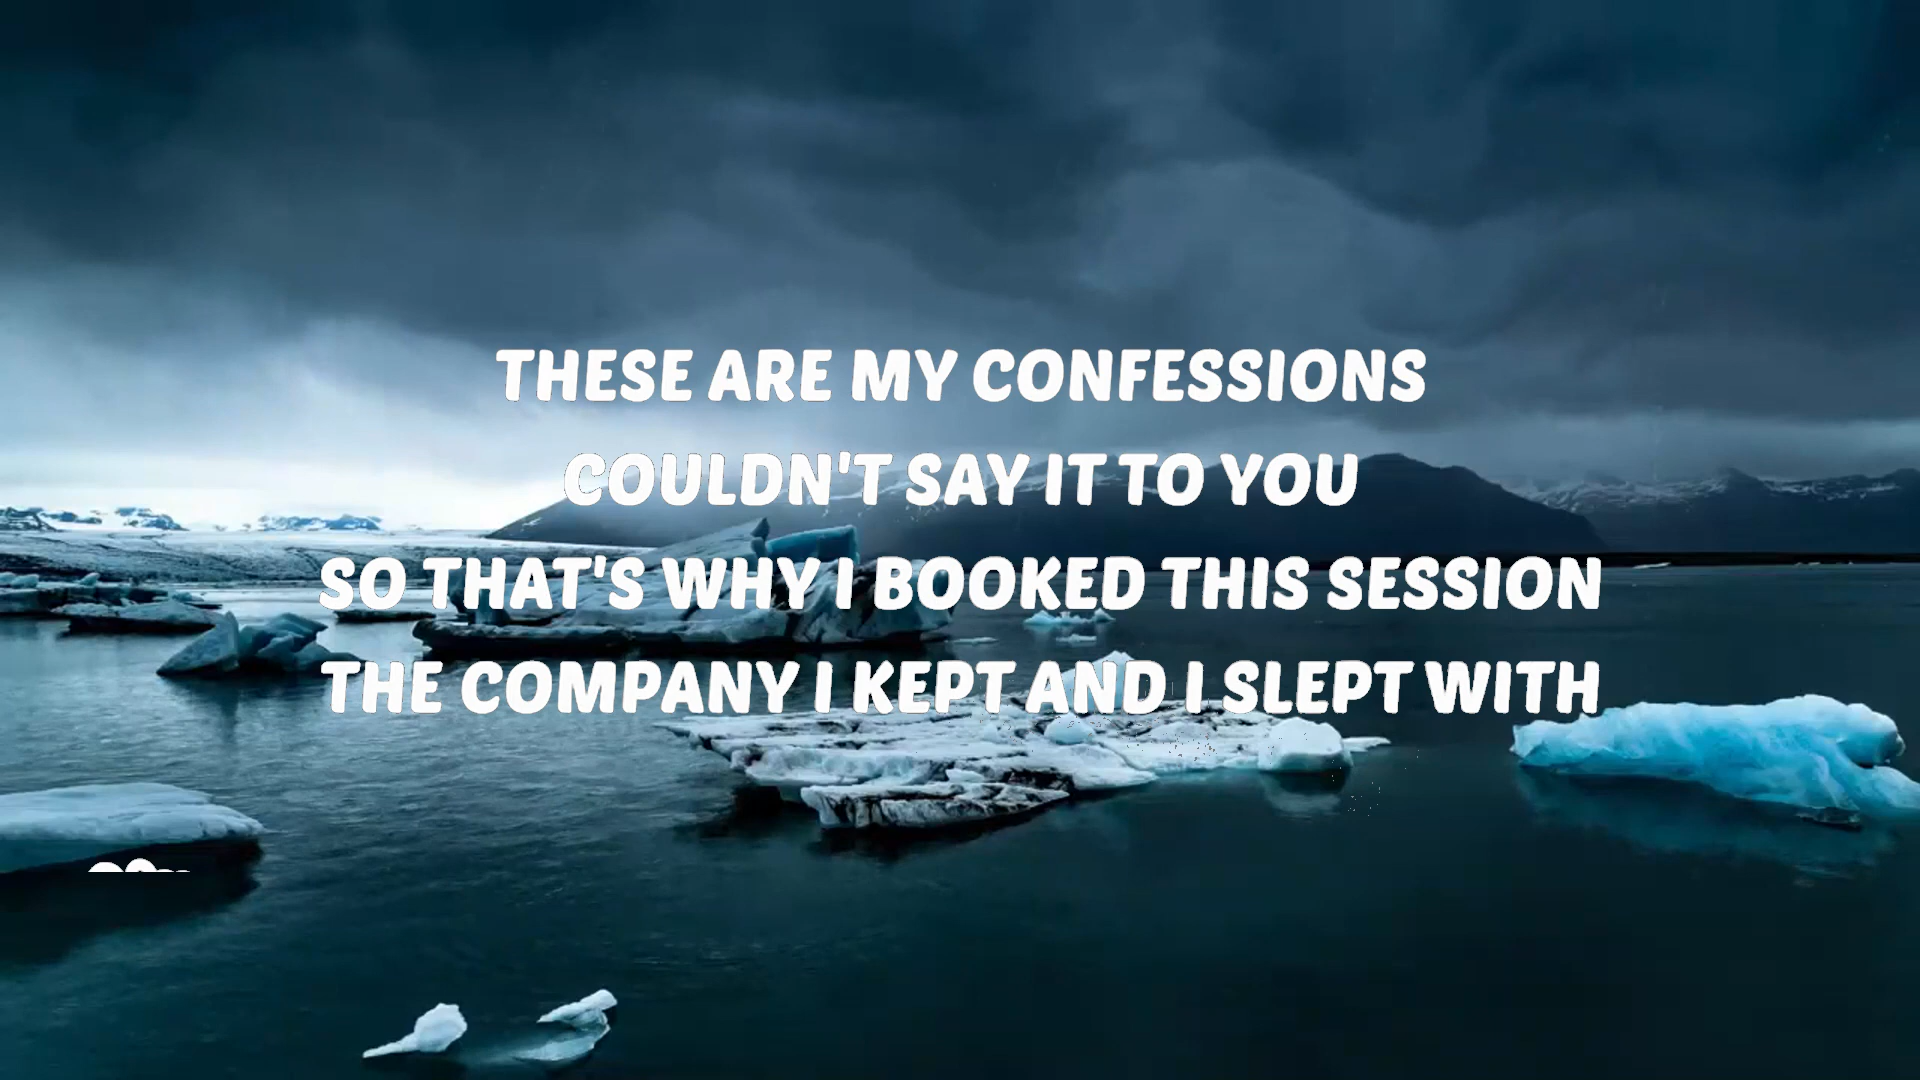 THESE ARE MY CONFESSIONS
COULDN'T SAY IT TO YOU
SO THAT'S WHY I BOOKED THIS SESSION
THE COMPANY I KEPT AND I SLEPT WITH